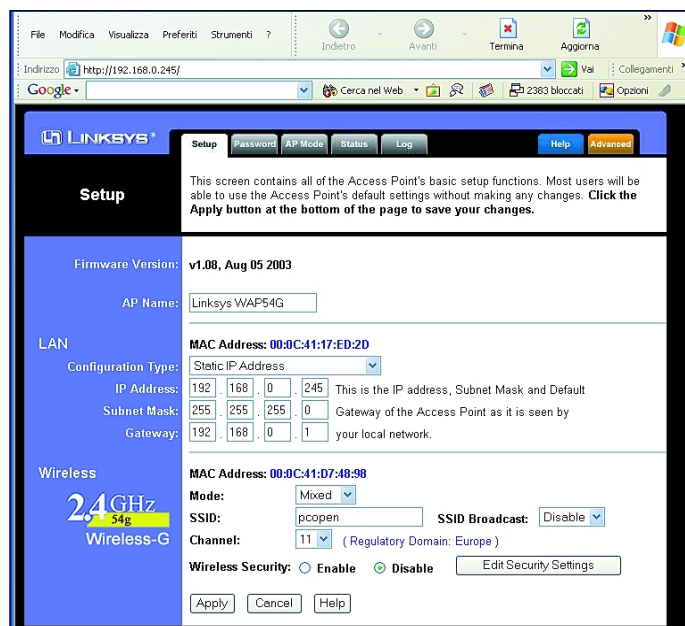 File Modifica Visualizza Preferiti Strumenti ? Indietro Avanti Termina Aggiorna »
Indirizzo http://192.168.0.245/ Vai Collegamenti »
Google Cerca nel Web 2383 bloccati Opzioni
LINKSYS® Setup Password AP Mode Status Log Help Advanced
Setup
This screen contains all of the Access Point's basic setup functions. Most users will be
able to use the Access Point's default settings without making any changes. Click the
Apply button at the bottom of the page to save your changes.
Firmware Version: v1.08, Aug 05 2003
AP Name: Linksys WAP54G
LAN MAC Address: 00:0C:41:17:ED:2D
Configuration Type: Static IP Address
IP Address: 192 . 168 . 0 . 245 This is the IP address, Subnet Mask and Default
Subnet Mask: 255 . 255 . 255 . 0 Gateway of the Access Point as it is seen by
Gateway: 192 . 168 . 0 . 1 your local network.
Wireless MAC Address: 00:0C:41:D7:48:98
2,4GHz
54g
Wireless-G
Mode: Mixed
SSID: pcopen SSID Broadcast: Disable
Channel: 11 ( Regulatory Domain: Europe )
Wireless Security: Enable Disable Edit Security Settings
Apply Cancel Help